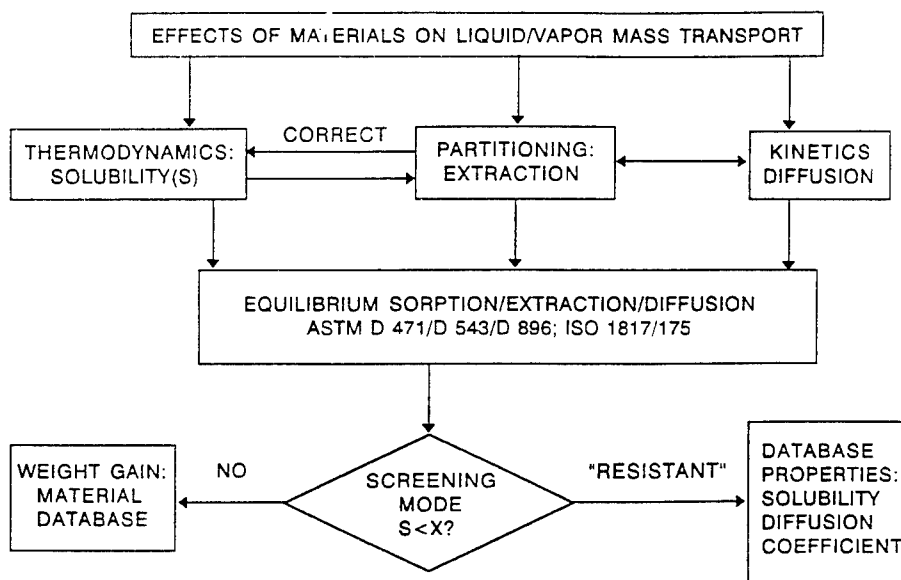 EFFECTS OF MATERIALS ON LIQUID/VAPOR MASS TRANSPORT
CORRECT
THERMODYNAMICS:
SOLUBILITY(S)
PARTITIONING:
EXTRACTION
KINETICS
DIFFUSION
EQUILIBRIUM SORPTION/EXTRACTION/DIFFUSION
ASTM D 471/D 543/D 896; ISO 1817/175
WEIGHT GAIN:
MATERIAL
DATABASE
NO
SCREENING
MODE
S<X?
"RESISTANT"
DATABASE
PROPERTIES:
SOLUBILITY
DIFFUSION
COEFFICIENT